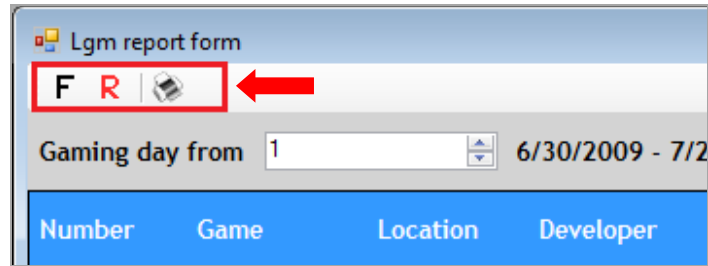 Lgm report form
F R
Gaming day from 1 6/30/2009 - 7/2
Number Game Location Developer